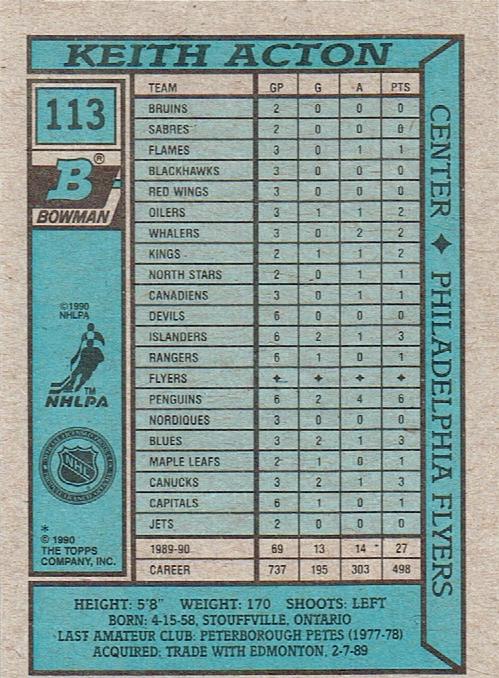 KEITH ACTON
113
B®
BOWMAN
©1990
NHLPA
TM
NHLPA
NHL
*
© 1990
THE TOPPS
COMPANY, INC.
TEAM GP G A PTS
BRUINS 2 0 0 0
SABRES 2 0 0 0
FLAMES 3 0 1 1
BLACKHAWKS 3 0 0 0
RED WINGS 3 0 0 0
OILERS 3 1 1 2
WHALERS 3 0 2 2
KINGS 2 1 1 2
NORTH STARS 2 0 1 1
CANADIENS 3 0 1 1
DEVILS 6 0 0 0
ISLANDERS 6 2 1 3
RANGERS 6 1 0 1
FLYERS ✦ ✦ ✦ ✦
PENGUINS 6 2 4 6
NORDIQUES 3 0 0 0
BLUES 3 2 1 3
MAPLE LEAFS 2 1 0 1
CANUCKS 3 2 1 3
CAPITALS 6 1 0 1
JETS 2 0 0 0
1989-90 69 13 14 27
CAREER 737 195 303 498
CENTER ✦ PHILADELPHIA FLYERS
HEIGHT: 5'8" WEIGHT: 170 SHOOTS: LEFT
BORN: 4-15-58, STOUFFVILLE, ONTARIO
LAST AMATEUR CLUB: PETERBOROUGH PETES (1977-78)
ACQUIRED: TRADE WITH EDMONTON, 2-7-89